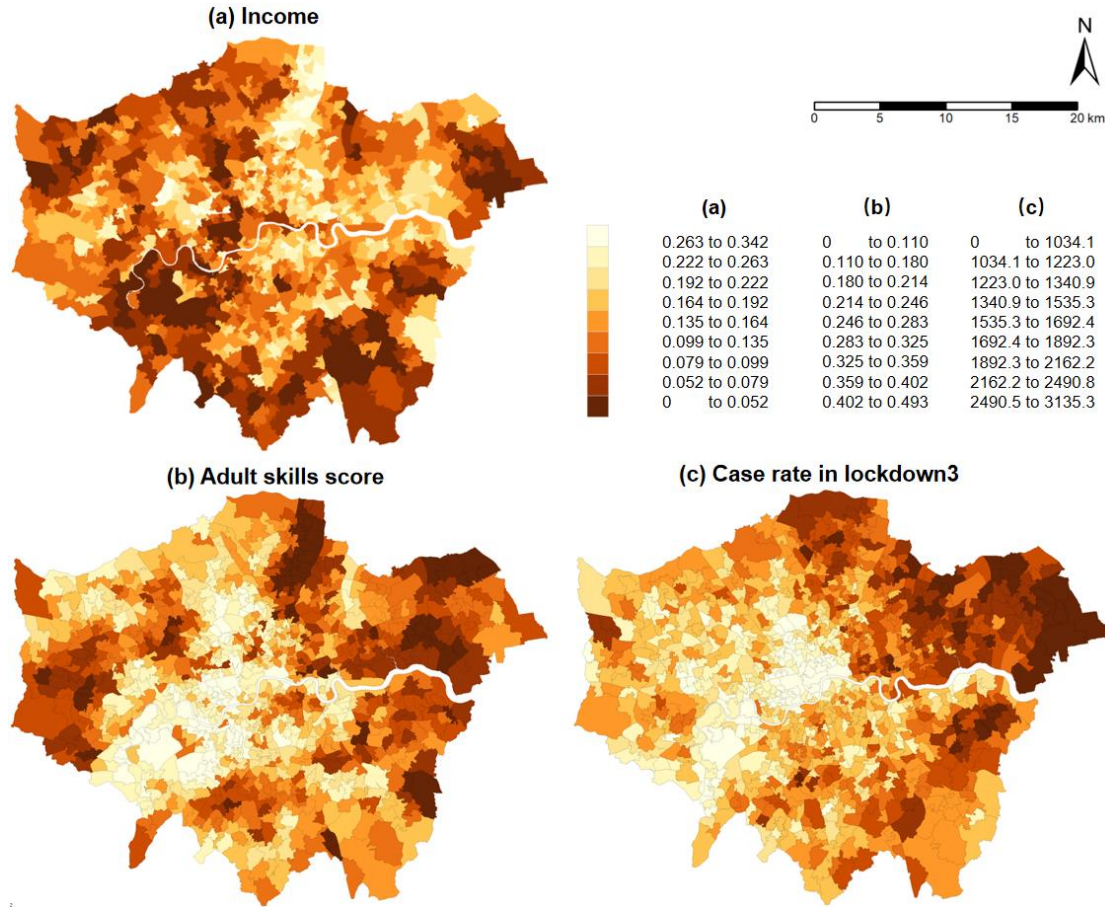 (a) Income
N
0 5 10 15 20 km
(a) (b) (c)
0.263 to 0.342 0 to 0.110 0 to 1034.1
0.222 to 0.263 0.110 to 0.180 1034.1 to 1223.0
0.192 to 0.222 0.180 to 0.214 1223.0 to 1340.9
0.164 to 0.192 0.214 to 0.246 1340.9 to 1535.3
0.135 to 0.164 0.246 to 0.283 1535.3 to 1692.4
0.099 to 0.135 0.283 to 0.325 1692.4 to 1892.3
0.079 to 0.099 0.325 to 0.359 1892.3 to 2162.2
0.052 to 0.079 0.359 to 0.402 2162.2 to 2490.8
0 to 0.052 0.402 to 0.493 2490.5 to 3135.3
(b) Adult skills score
(c) Case rate in lockdown3